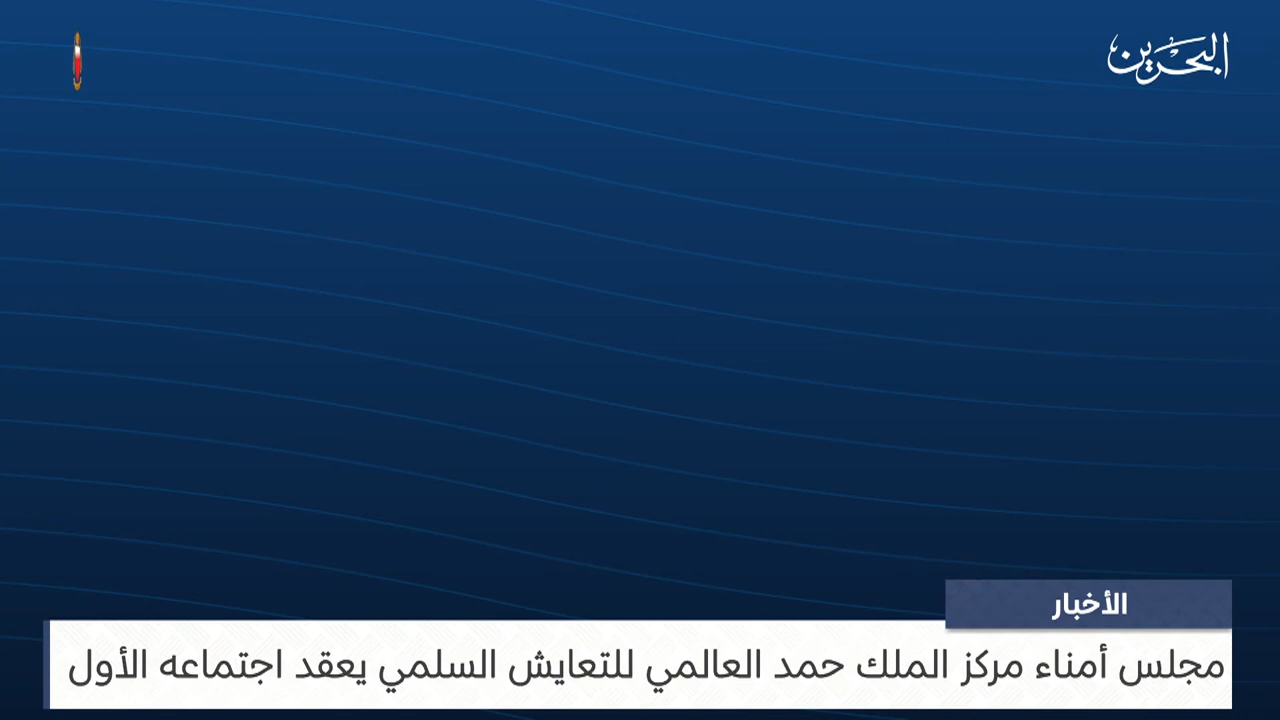 البحرين
الأخبار
مجلس أمناء مركز الملك حمد العالمي للتعايش السلمي يعقد اجتماعه الأول